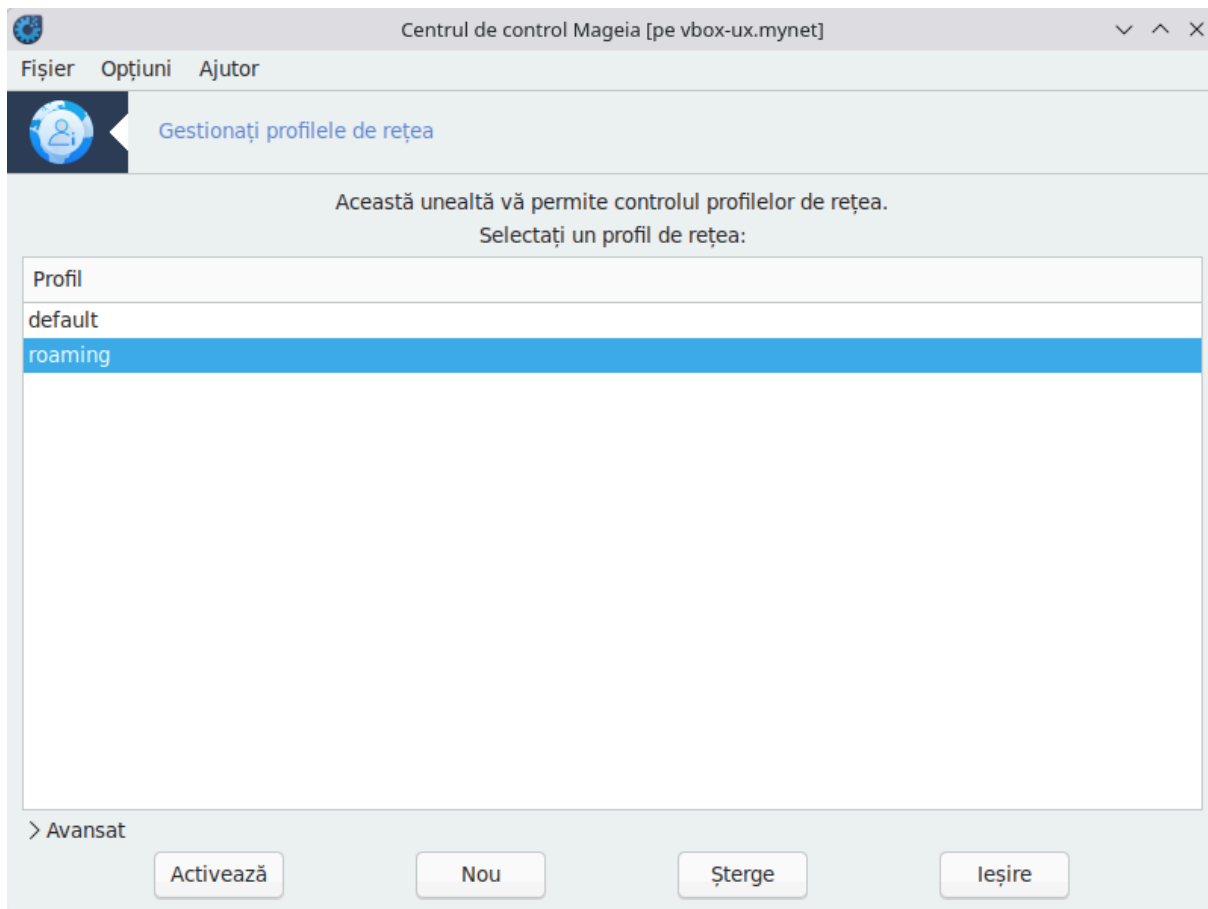 Centrul de control Mageia [pe vbox-ux.mynet]
Fișier Opțiuni Ajutor
Gestionați profilele de rețea
Această unealtă vă permite controlul profilelor de rețea.
Selectați un profil de rețea:
Profil
default
roaming
Avansat
Activează Nou Șterge Ieșire